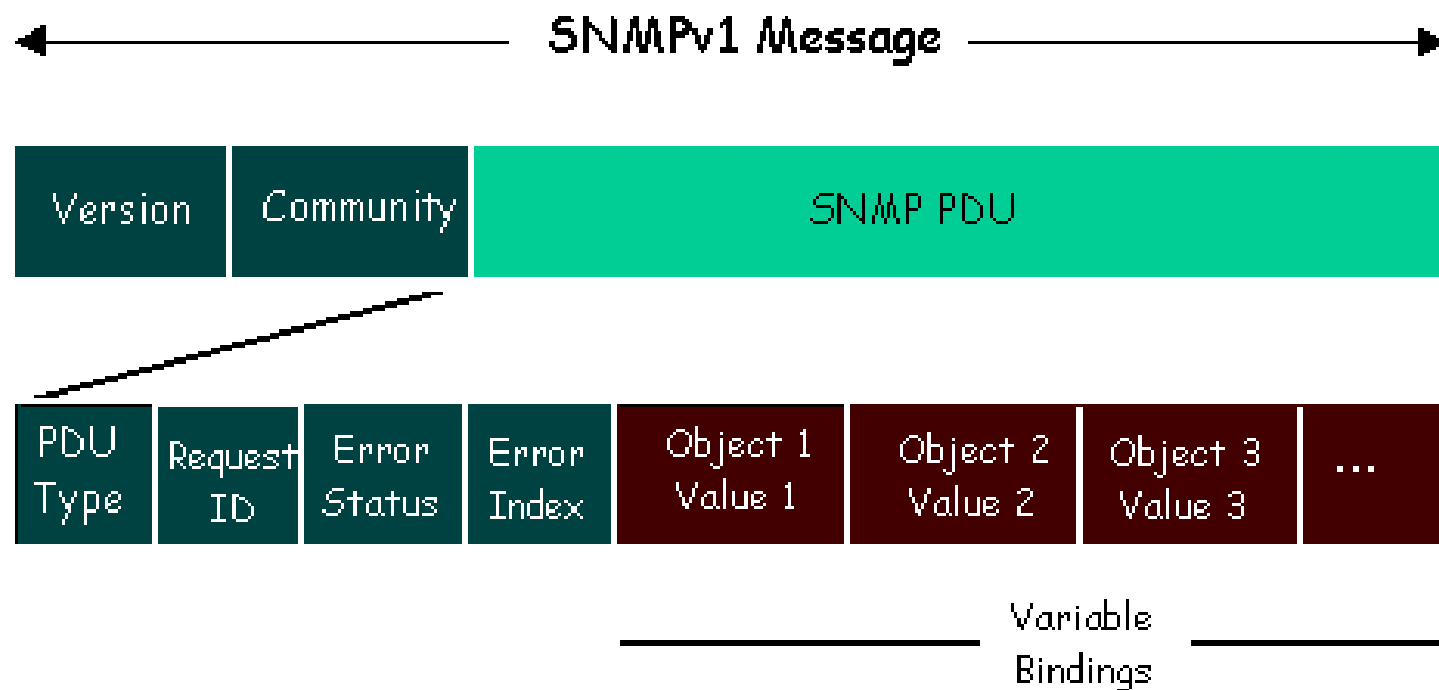 SNMPv1 Message
Version
Community
SNMP PDU
PDU
Type
Request
ID
Error
Status
Error
Index
Object 1
Value 1
Object 2
Value 2
Object 3
Value 3
...
Variable
Bindings